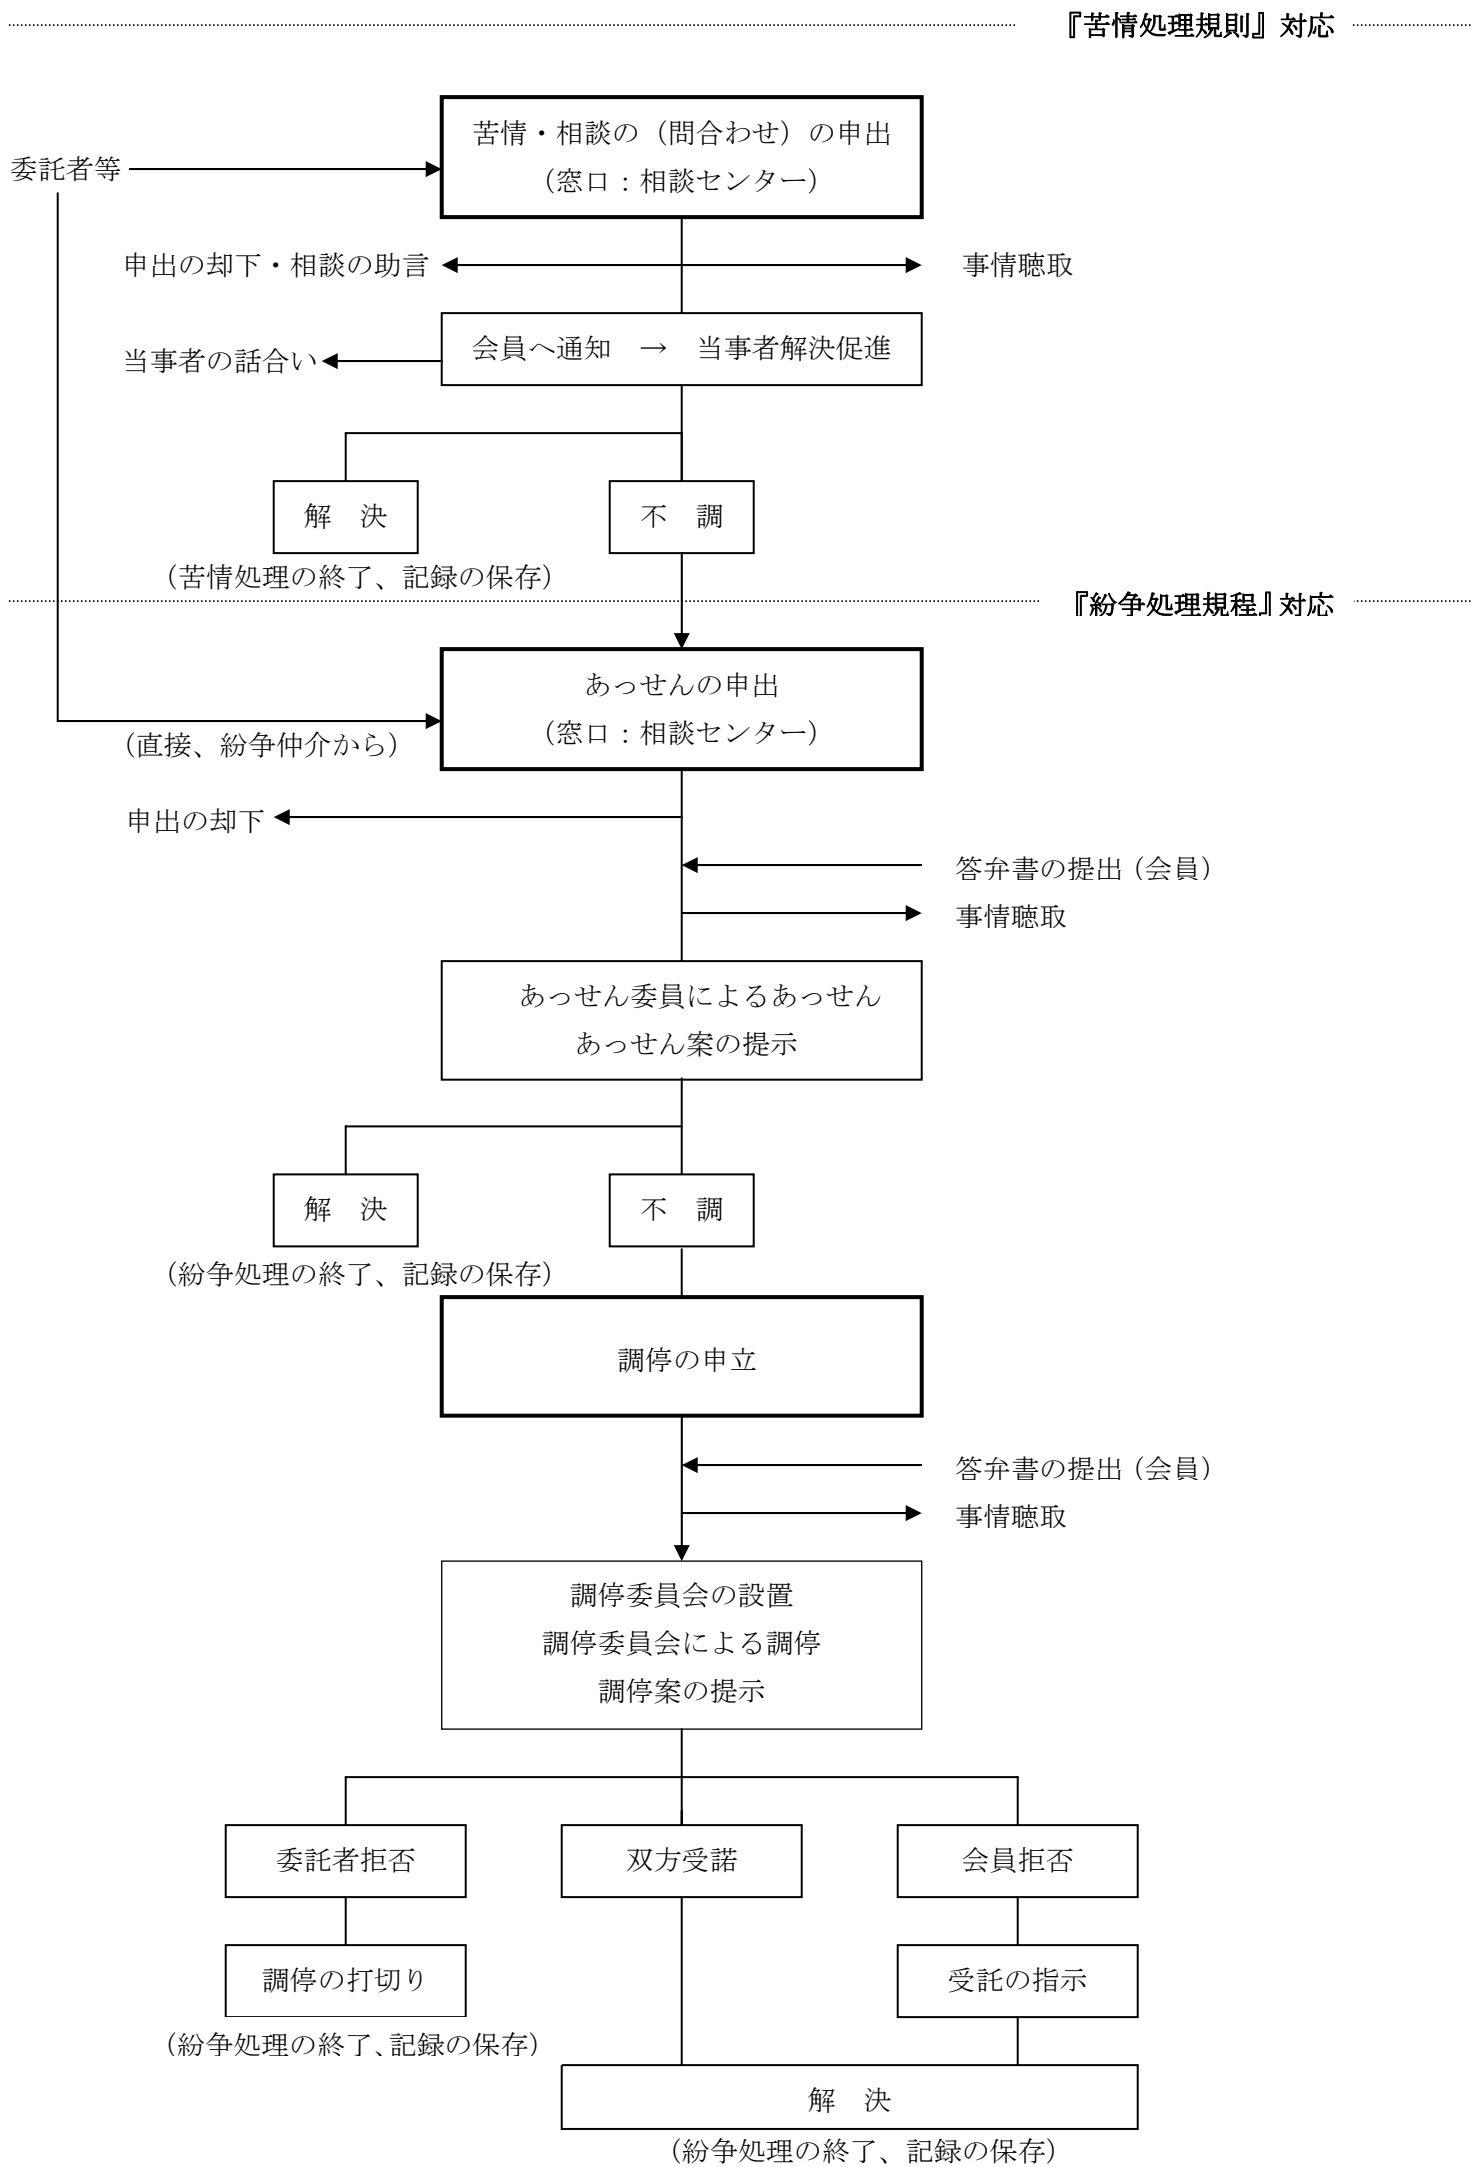 『苦情処理規則』対応
苦情・相談の（問合わせ）の申出
委託者等
（窓口：相談センター）
申出の却下・相談の助言
事情聴取
会員へ通知　→　当事者解決促進
当事者の話合い
解　決
不　調
（苦情処理の終了、記録の保存）
『紛争処理規程』対応
あっせんの申出
（窓口：相談センター）
（直接、紛争仲介から）
申出の却下
答弁書の提出（会員）
事情聴取
あっせん委員によるあっせん
あっせん案の提示
解　決
不　調
（紛争処理の終了、記録の保存）
調停の申立
答弁書の提出（会員）
事情聴取
調停委員会の設置
調停委員会による調停
調停案の提示
委託者拒否
双方受諾
会員拒否
調停の打切り
受託の指示
（紛争処理の終了、記録の保存）
解　決
（紛争処理の終了、記録の保存）